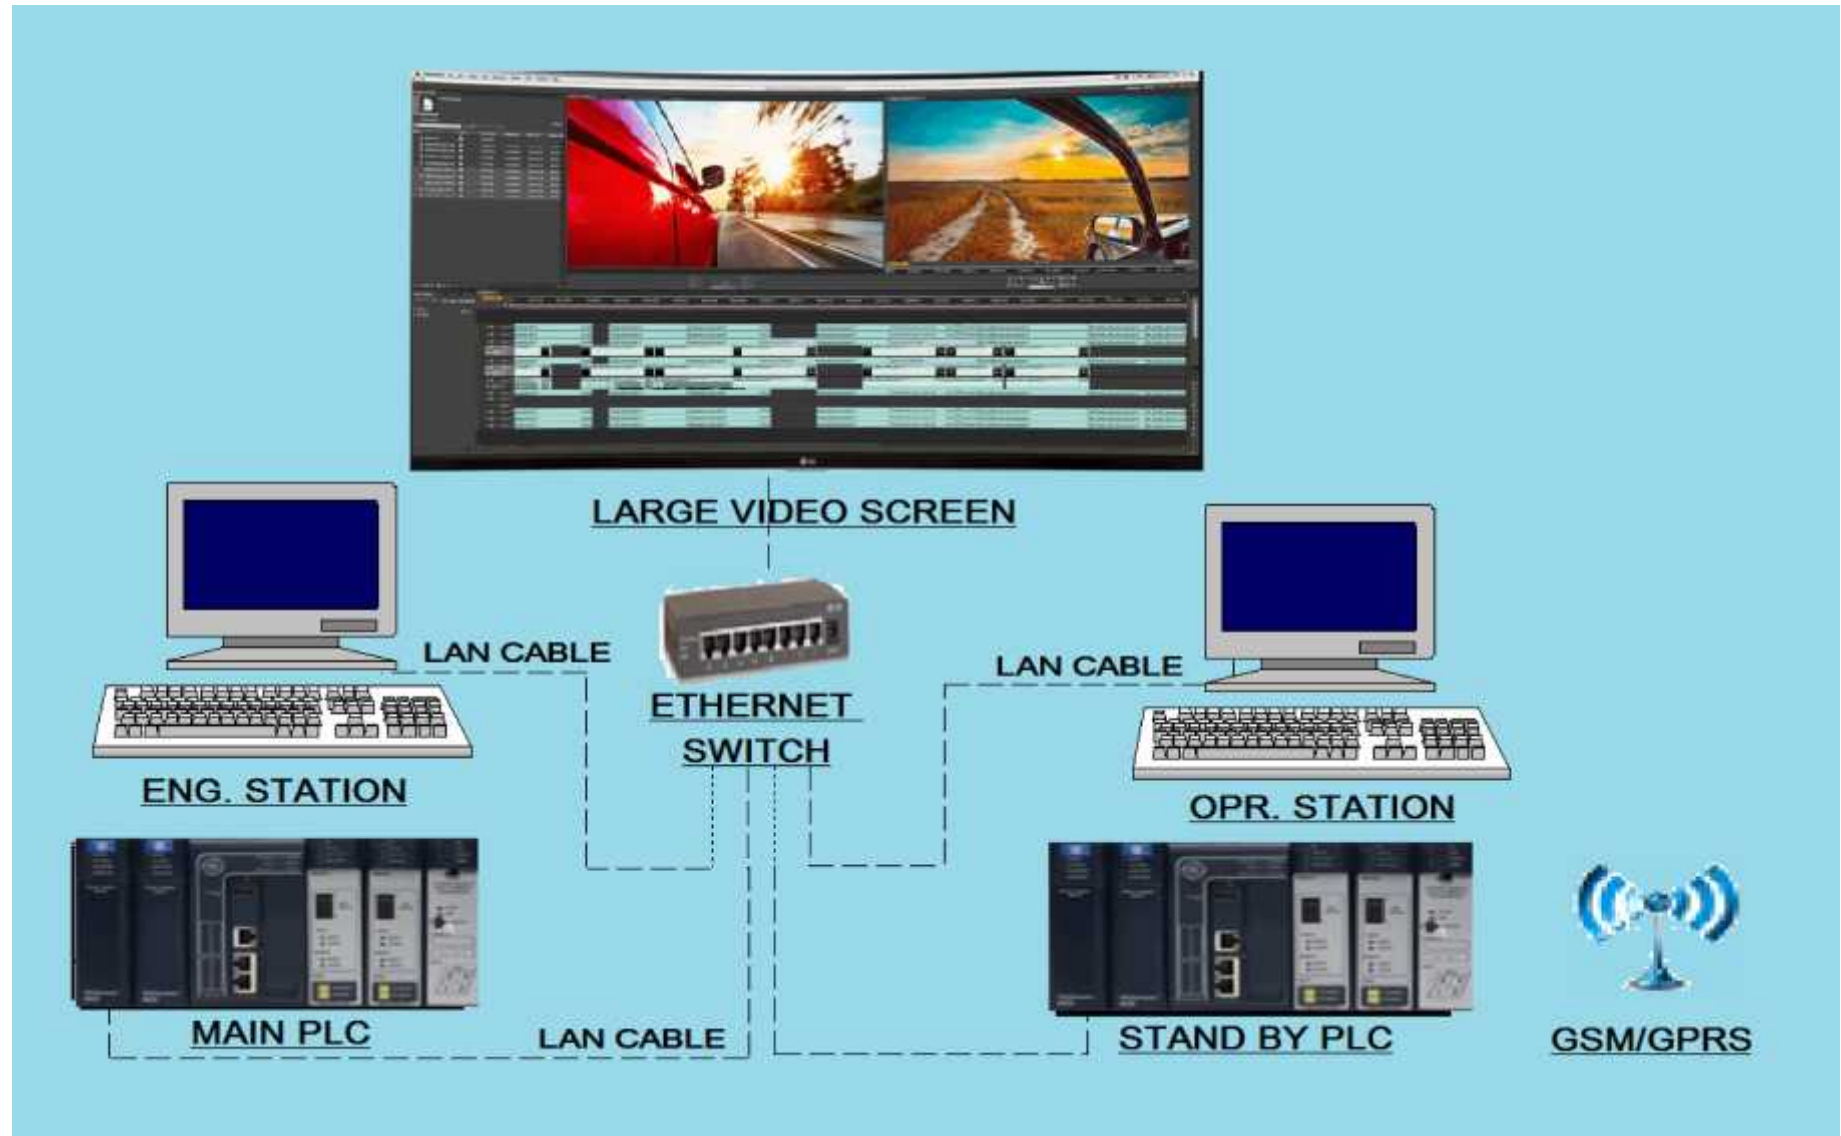 LARGE VIDEO SCREEN
LAN CABLE
LAN CABLE
ETHERNET
SWITCH
ENG. STATION
OPR. STATION
MAIN PLC
LAN CABLE
STAND BY PLC
GSM/GPRS